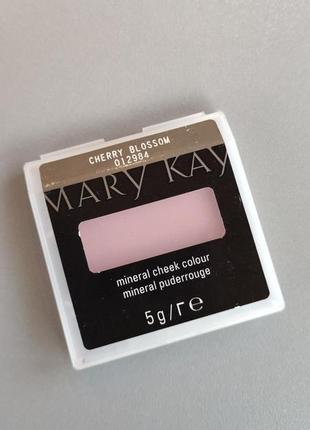 CHERRY BLOSSOM
012984
MARY KAY
mineral cheek colour
mineral puderrouge
5g/г℮